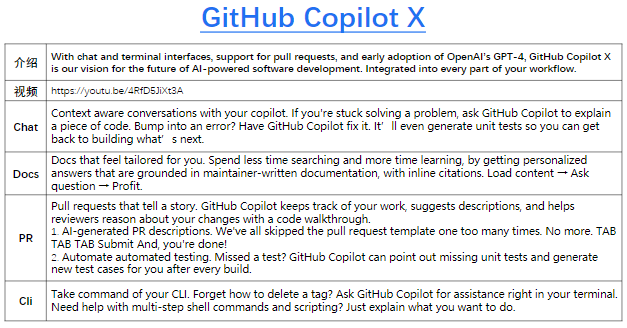 GitHub Copilot X
介绍
With chat and terminal interfaces, support for pull requests, and early adoption of OpenAI's GPT-4, GitHub Copilot X
is our vision for the future of AI-powered software development. Integrated into every part of your workflow.
视频
https://youtu.be/4RfD5JiXt3A
Chat
Context aware conversations with your copilot. If you're stuck solving a problem, ask GitHub Copilot to explain
a piece of code. Bump into an error? Have GitHub Copilot fix it. It’ll even generate unit tests so you can get
back to building what’s next.
Docs
Docs that feel tailored for you. Spend less time searching and more time learning, by getting personalized
answers that are grounded in maintainer-written documentation, with inline citations. Load content → Ask
question → Profit.
PR
Pull requests that tell a story. GitHub Copilot keeps track of your work, suggests descriptions, and helps
reviewers reason about your changes with a code walkthrough.
1. AI-generated PR descriptions. We've all skipped the pull request template one too many times. No more. TAB
TAB TAB Submit And, you're done!
2. Automate automated testing. Missed a test? GitHub Copilot can point out missing unit tests and generate
new test cases for you after every build.
Cli
Take command of your CLI. Forget how to delete a tag? Ask GitHub Copilot for assistance right in your terminal.
Need help with multi-step shell commands and scripting? Just explain what you want to do.